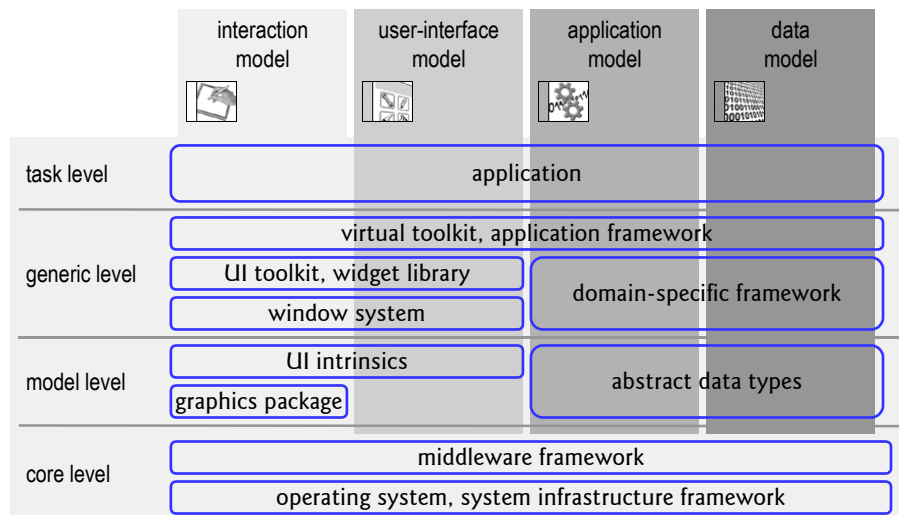 interaction
model
user-interface
model
application
model
data
model
task level
application
generic level
virtual toolkit, application framework
UI toolkit, widget library
window system
domain-specific framework
model level
UI intrinsics
graphics package
abstract data types
core level
middleware framework
operating system, system infrastructure framework